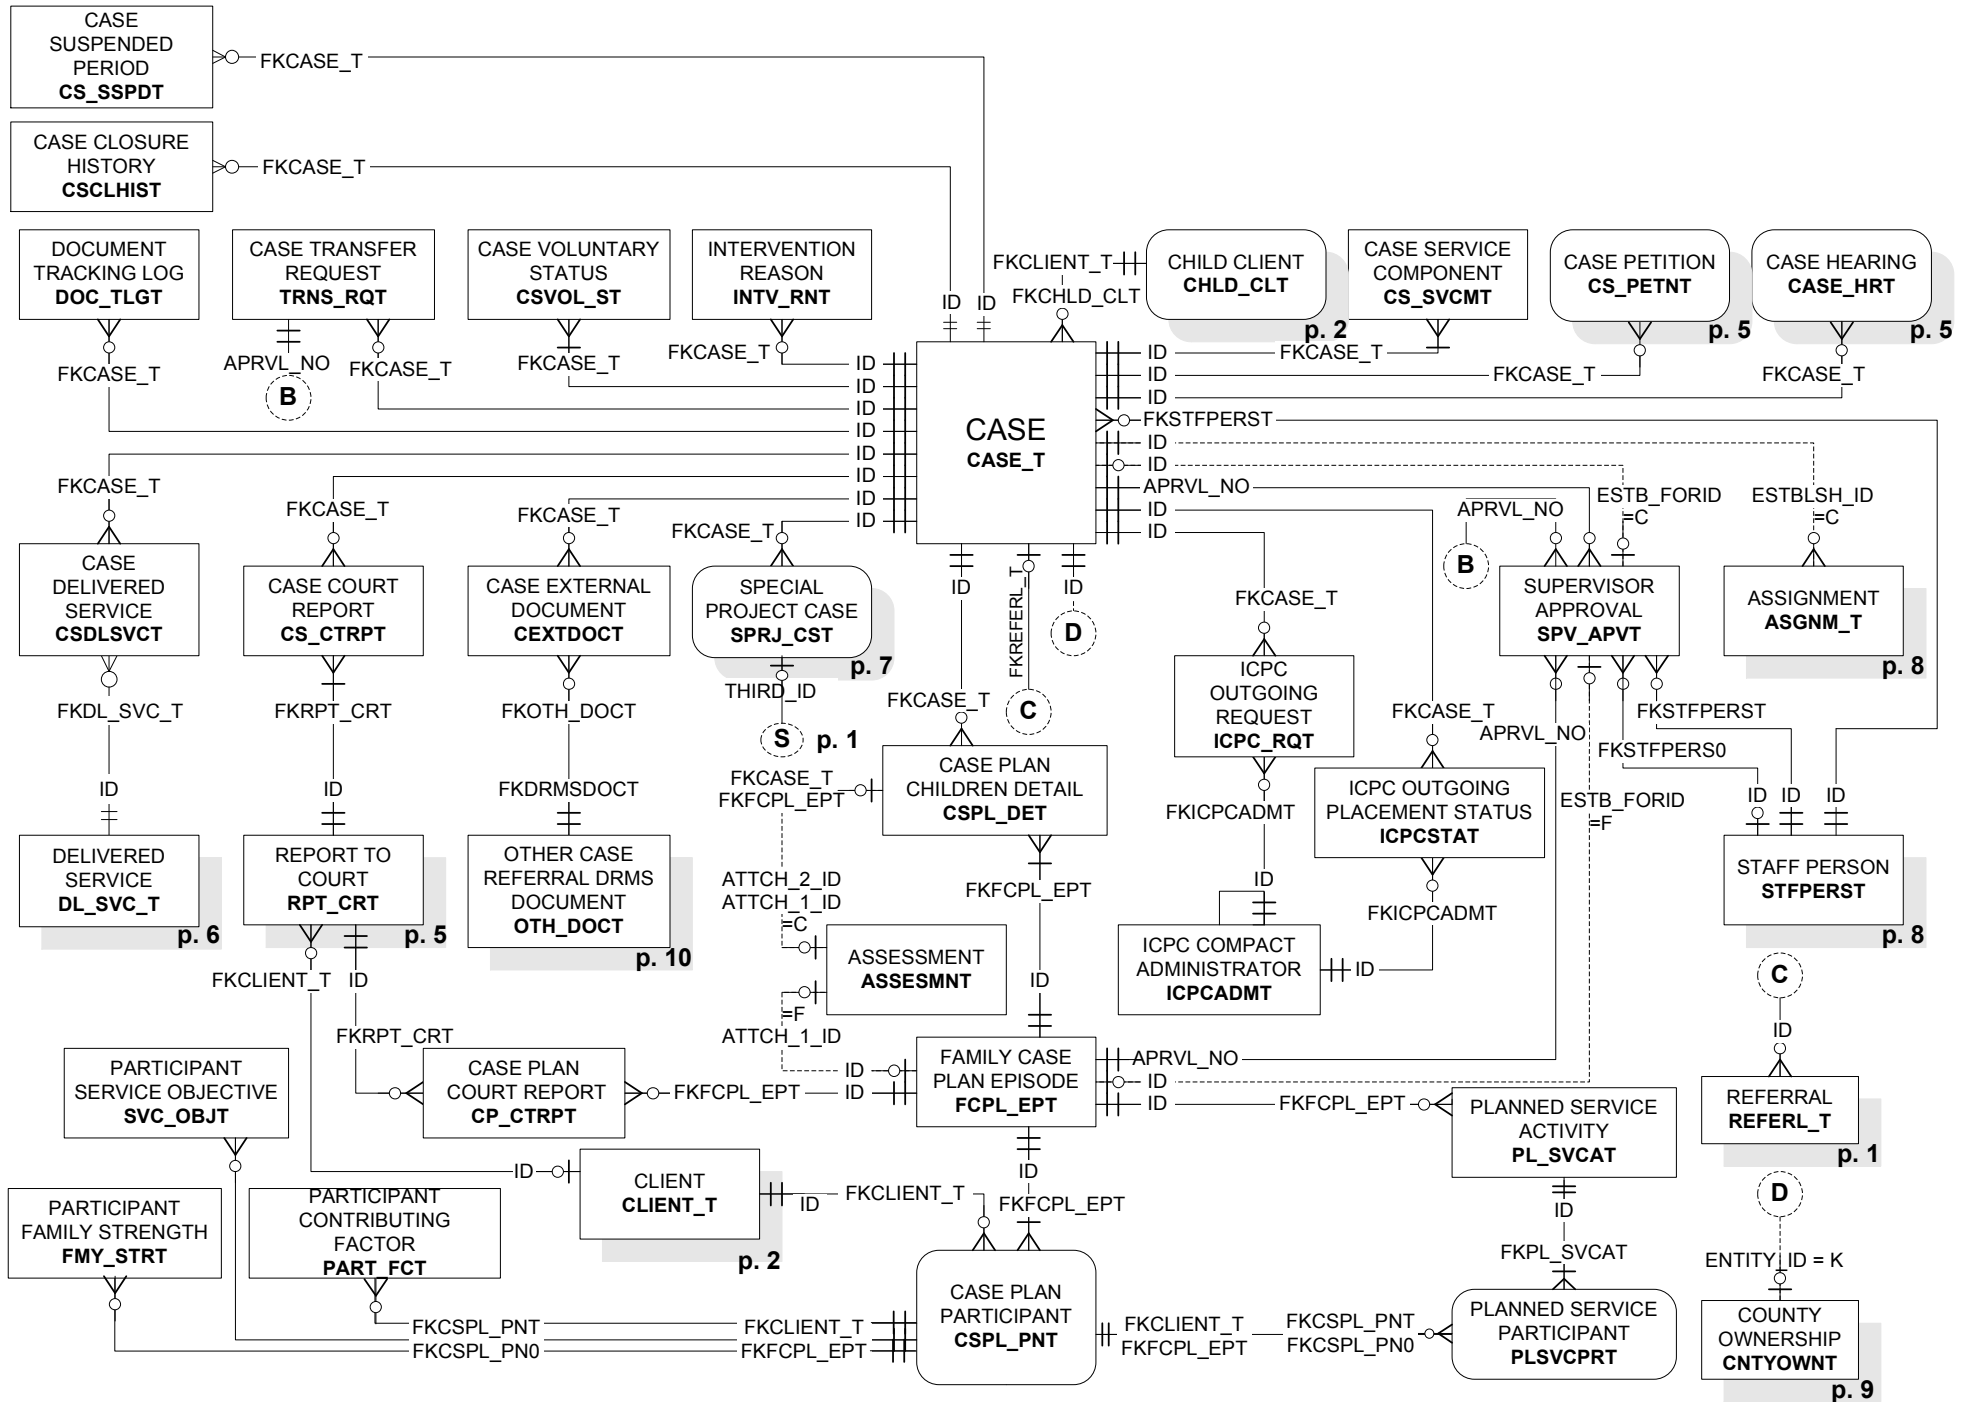 CASE
SUSPENDED
PERIOD
CS_SSPDT
FKCASE_T
CASE CLOSURE
HISTORY
CSCLHIST
FKCASE_T
DOCUMENT
TRACKING LOG
DOC_TLGT
FKCASE_T
CASE TRANSFER
REQUEST
TRNS_RQT
APRVL_NO
B
FKCASE_T
CASE VOLUNTARY
STATUS
CSVOL_ST
FKCASE_T
INTERVENTION
REASON
INTV_RNT
FKCASE_T
ID
ID
FKCLIENT_T
FKCHLD_CLT
CHILD CLIENT
CHLD_CLT
p. 2
CASE SERVICE
COMPONENT
CS_SVCMT
FKCASE_T
CASE PETITION
CS_PETNT
p. 5
FKCASE_T
CASE HEARING
CASE_HRT
p. 5
FKCASE_T
ID
ID
ID
ID
ID
ID
ID
ID
CASE
CASE_T
ID
ID
ID
FKSTFPERST
ID
ID
APRVL_NO
ID
ID
FKCASE_T
CASE
DELIVERED
SERVICE
CSDLSVCT
FKDL_SVC_T
ID
DELIVERED
SERVICE
DL_SVC_T
p. 6
FKCASE_T
CASE COURT
REPORT
CS_CTRPT
FKRPT_CRT
ID
REPORT TO
COURT
RPT_CRT
p. 5
FKCASE_T
CASE EXTERNAL
DOCUMENT
CEXTDOCT
FKOTH_DOCT
FKDRMSDOCT
OTHER CASE
REFERRAL DRMS
DOCUMENT
OTH_DOCT
p. 10
FKCASE_T
SPECIAL
PROJECT CASE
SPRJ_CST
p. 7
THIRD_ID
S
p. 1
ID
FKCASE_T
FKREFERL_T
C
ID
D
CASE PLAN
CHILDREN DETAIL
CSPL_DET
FKCASE_T
FKFCPL_EPT
ATTCH_2_ID
ATTCH_1_ID
=C
ASSESSMENT
ASSESMNT
=F
ATTCH_1_ID
ID
FKFCPL_EPT
ID
FKCASE_T
ICPC
OUTGOING
REQUEST
ICPC_RQT
FKICPCADMT
ID
ICPC COMPACT
ADMINISTRATOR
ICPCADMT
FKCASE_T
ICPC OUTGOING
PLACEMENT STATUS
ICPCSTAT
FKICPCADMT
ID
APRVL_NO
B
ESTB_FORID
=C
SUPERVISOR
APPROVAL
SPV_APVT
ESTBLSH_ID
=C
ASSIGNMENT
ASGNM_T
p. 8
APRVL_NO
ESTB_FORID
=F
FKSTFPERST
FKSTFPERS0
ID
ID
ID
STAFF PERSON
STFPERST
p. 8
C
ID
REFERRAL
REFERL_T
p. 1
D
ENTITY_ID = K
COUNTY
OWNERSHIP
CNTYOWNT
p. 9
FKCLIENT_T
ID
FKRPT_CRT
CASE PLAN
COURT REPORT
CP_CTRPT
FKFCPL_EPT
ID
FAMILY CASE
PLAN EPISODE
FCPL_EPT
APRVL_NO
ID
ID
FKFCPL_EPT
PLANNED SERVICE
ACTIVITY
PL_SVCAT
ID
FKPL_SVCAT
PARTICIPANT
SERVICE OBJECTIVE
SVC_OBJT
PARTICIPANT
FAMILY STRENGTH
FMY_STRT
PARTICIPANT
CONTRIBUTING
FACTOR
PART_FCT
ID
CLIENT
CLIENT_T
p. 2
ID
FKCLIENT_T
ID
FKFCPL_EPT
FKCSPL_PNT
FKCSPL_PN0
FKCLIENT_T
FKFCPL_EPT
CASE PLAN
PARTICIPANT
CSPL_PNT
FKCLIENT_T
FKFCPL_EPT
FKCSPL_PNT
FKCSPL_PN0
PLANNED SERVICE
PARTICIPANT
PLSVCPRT